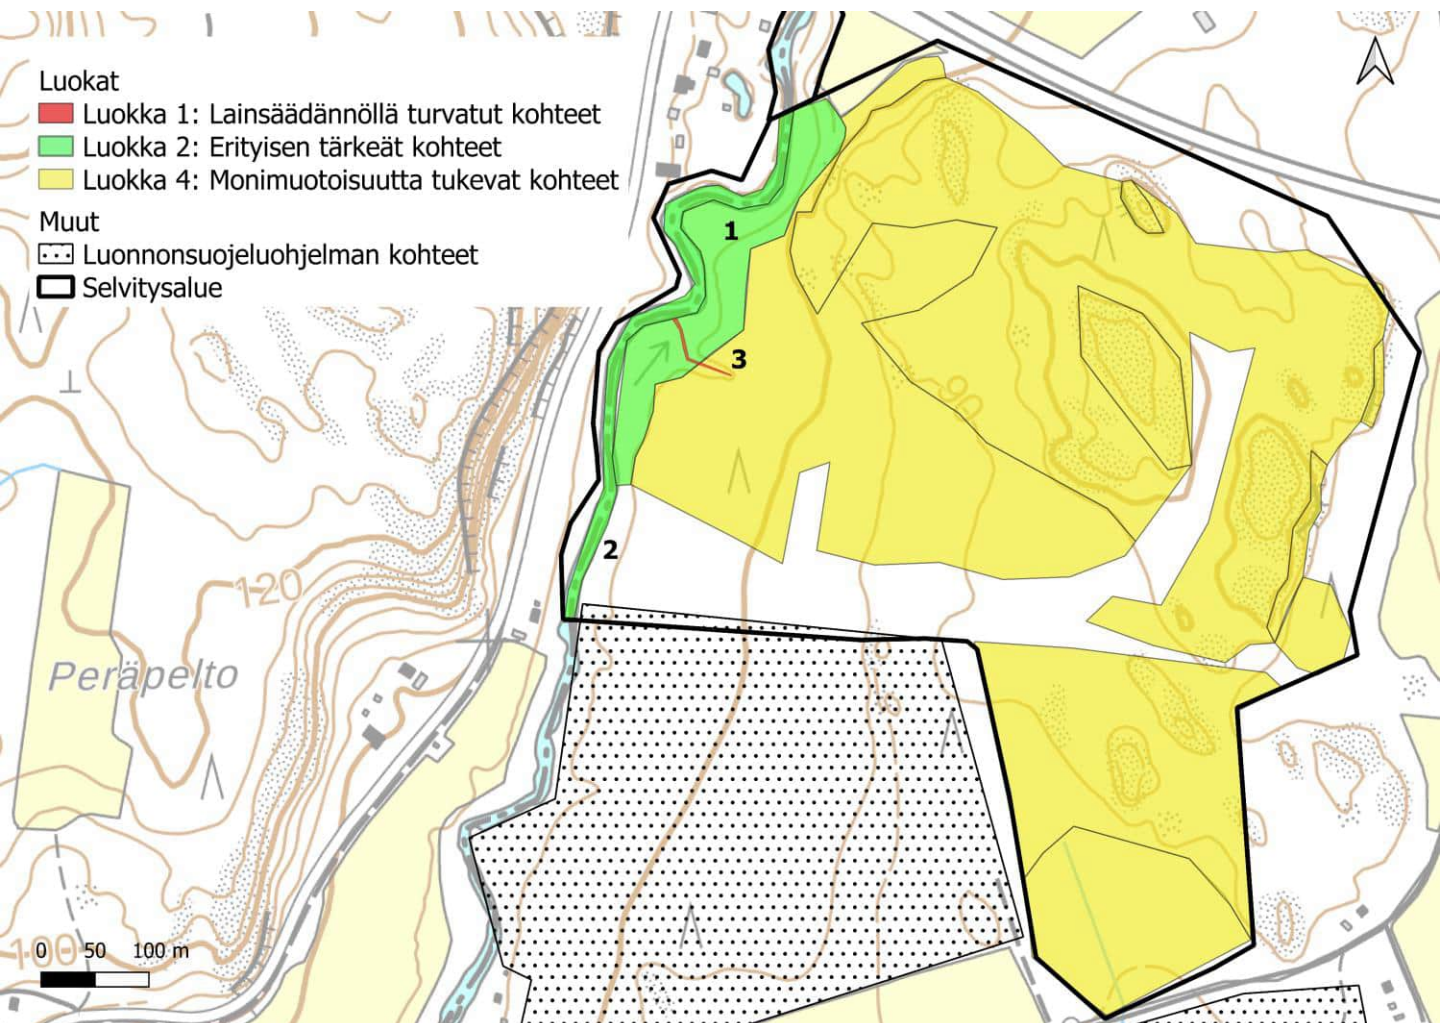 Luokat
Luokka 1: Lainsäädännöllä turvatut kohteet
Luokka 2: Erityisen tärkeät kohteet
Luokka 4: Monimuotoisuutta tukevat kohteet
Muut
Luonnonsuojeluohjelman kohteet
Selvitysalue
1
3
90
2
120
Peräpelto
100
0 50 100 m